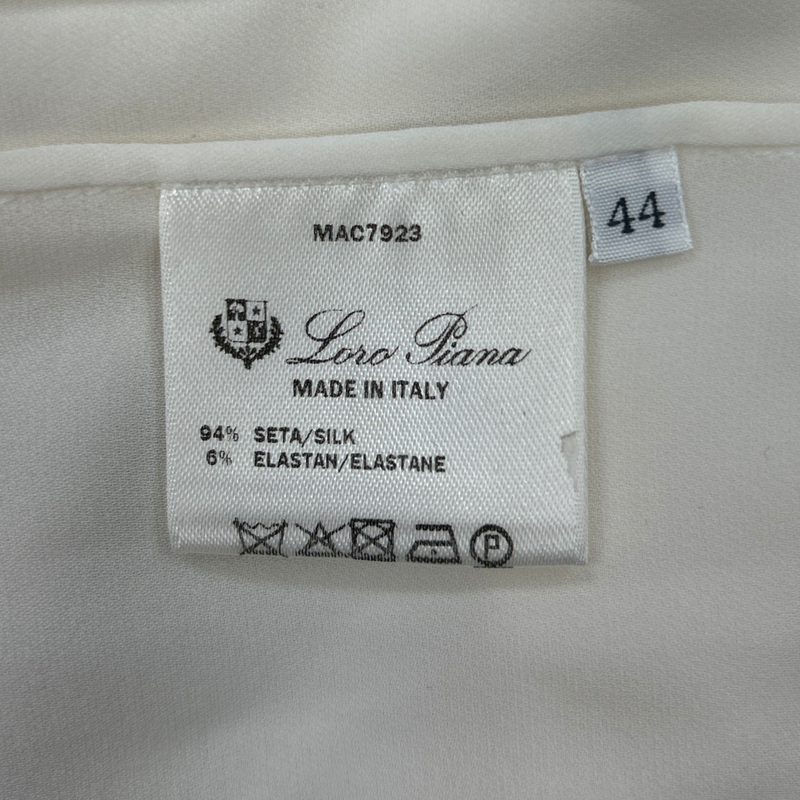 MAC7923
44
Loro Piana
MADE IN ITALY
94% SETA/SILK
6% ELASTAN/ELASTANE
P